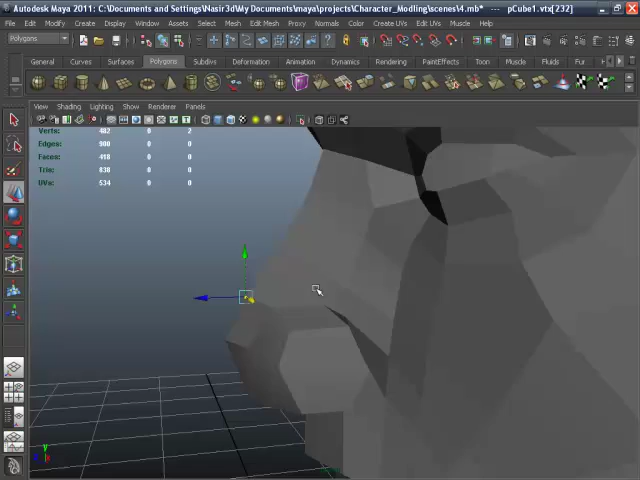 Autodesk Maya 2011: C:\Documents and Settings\Nasir3d\My Documents\maya\projects\Character_Modling\scenes\4.mb*  ---  pCube1.vtx[232]
File Edit Modify Create Display Window Assets Select Mesh Edit Mesh Proxy Normals Color Create UVs Edit UVs Muscle Help
Polygons
General Curves Surfaces Polygons Subdivs Deformation Animation Dynamics Rendering PaintEffects Toon Muscle Fluids Fur
View Shading Lighting Show Renderer Panels
Verts: 482 0 2
Edges: 900 0 0
Faces: 418 0 0
Tris: 838 0 0
UVs: 534 0 0
y